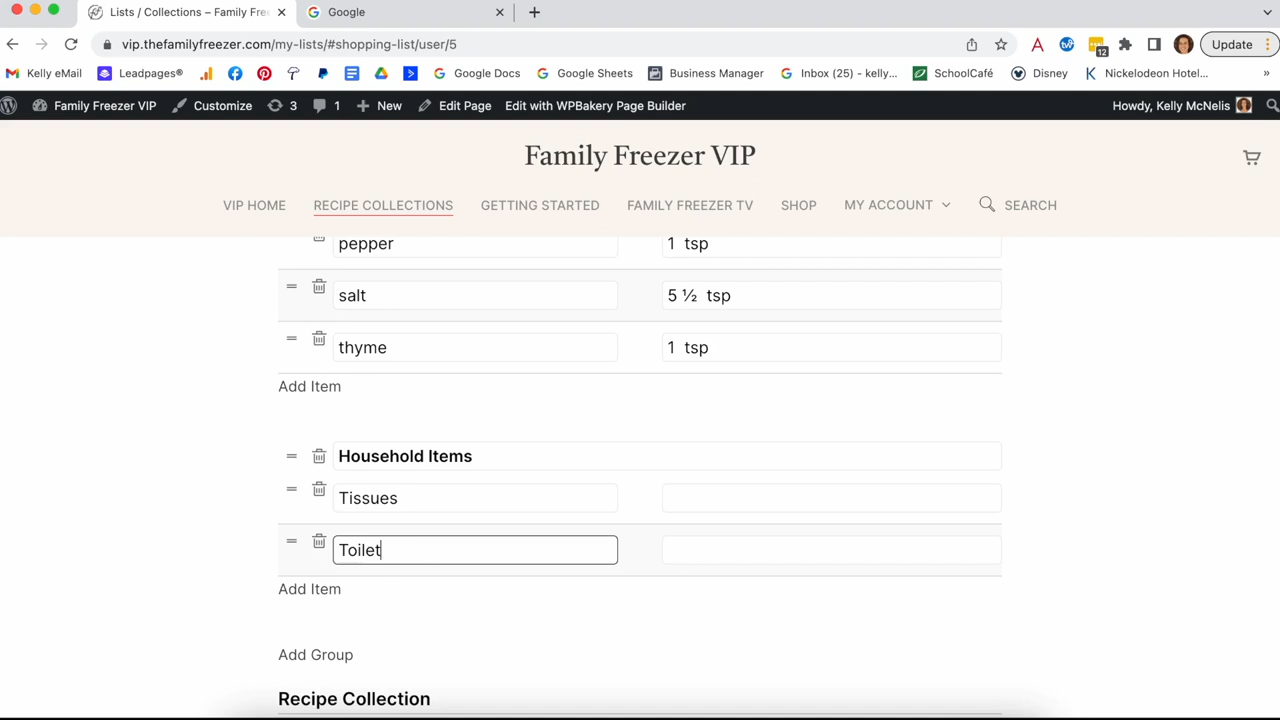 Lists / Collections – Family Fre
Google
vip.thefamilyfreezer.com/my-lists/#shopping-list/user/5
12
Update
Kelly eMail
Leadpages®
Google Docs
Google Sheets
Business Manager
Inbox (25) - kelly...
SchoolCafé
Disney
Nickelodeon Hotel...
»
Family Freezer VIP
Customize
3
1
New
Edit Page
Edit with WPBakery Page Builder
Howdy, Kelly McNelis
Family Freezer VIP
VIP HOME
RECIPE COLLECTIONS
GETTING STARTED
FAMILY FREEZER TV
SHOP
MY ACCOUNT
SEARCH
pepper
1 tsp
salt
5 ½ tsp
thyme
1 tsp
Add Item
Household Items
Tissues
Toilet
Add Item
Add Group
Recipe Collection